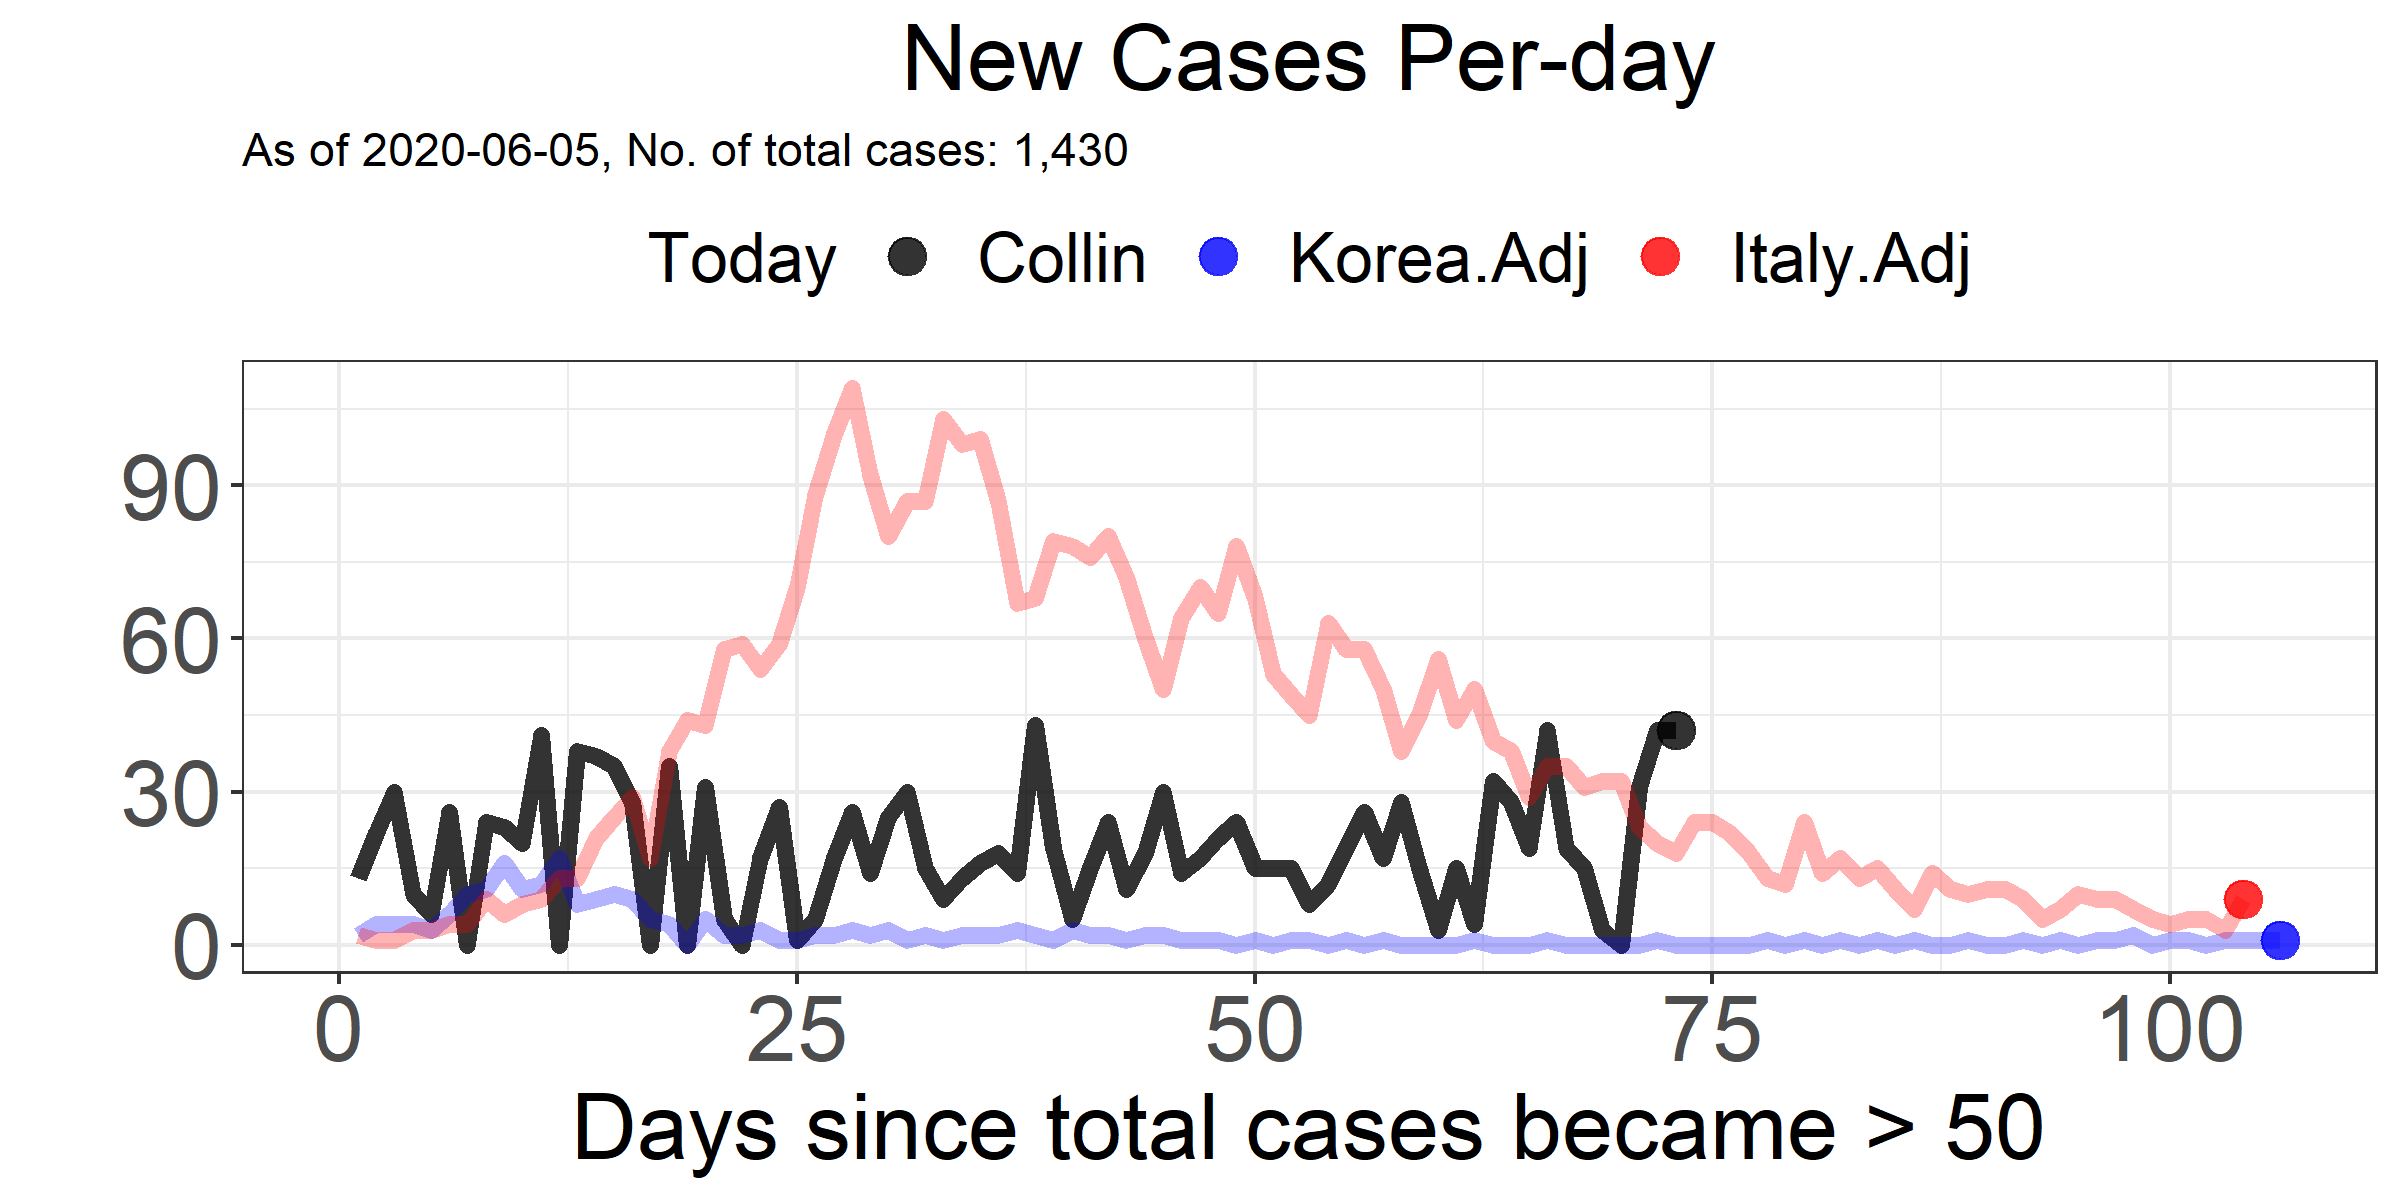 New Cases Per-day
As of 2020-06-05, No. of total cases: 1,430
Today Collin Korea.Adj Italy.Adj
90
60
30
0
0 25 50 75 100
Days since total cases became > 50